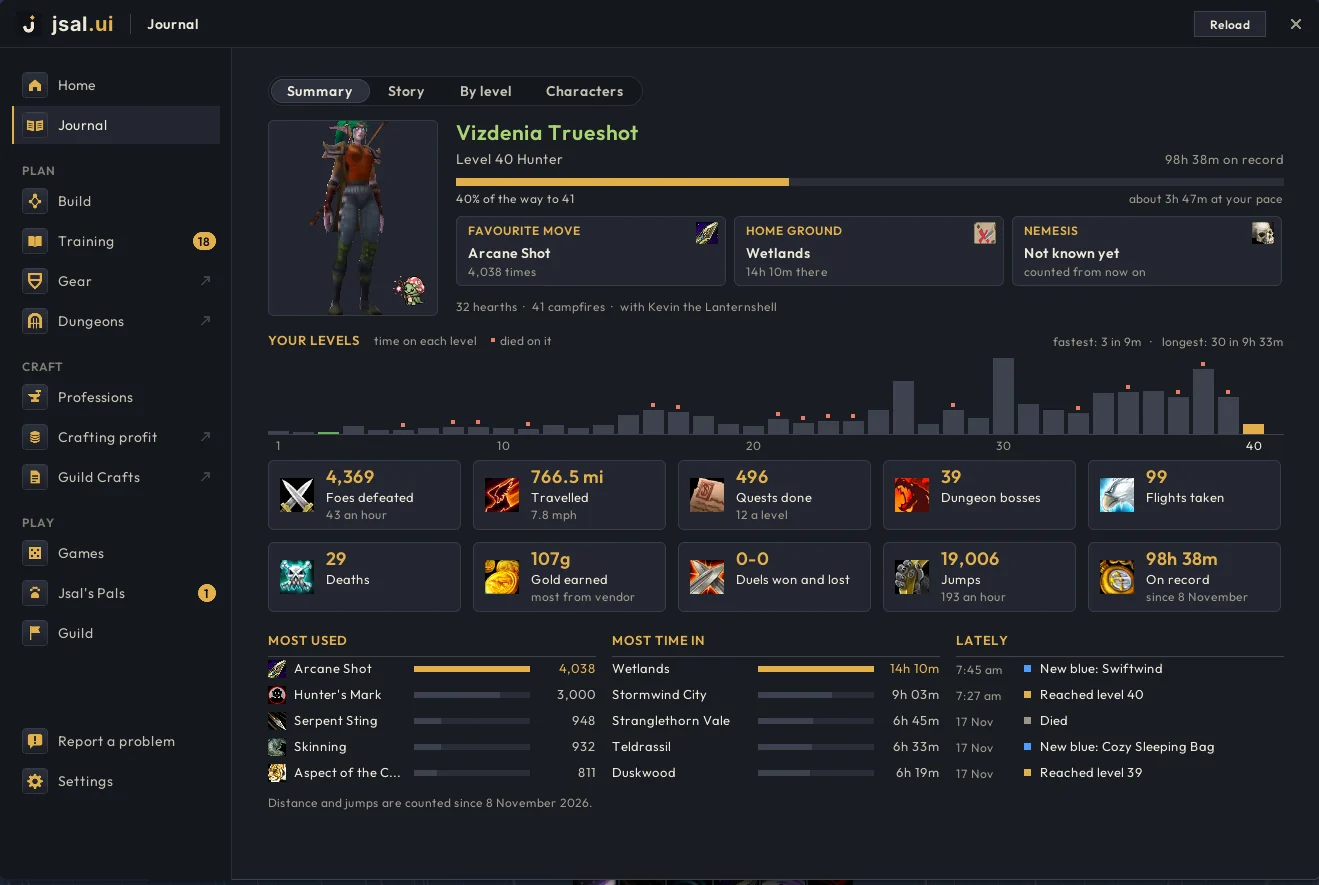 jsal.ui
Journal
Reload
Home
Journal
PLAN
Build
Training
18
Gear
Dungeons
CRAFT
Professions
Crafting profit
Guild Crafts
PLAY
Games
Jsal's Pals
1
Guild
Report a problem
Settings
Summary
Story
By level
Characters
Vizdenia Trueshot
Level 40 Hunter
98h 38m on record
40% of the way to 41
about 3h 47m at your pace
FAVOURITE MOVE
Arcane Shot
4,038 times
HOME GROUND
Wetlands
14h 10m there
NEMESIS
Not known yet
counted from now on
32 hearths · 41 campfires · with Kevin the Lanternshell
YOUR LEVELS time on each level died on it
fastest: 3 in 9m · longest: 30 in 9h 33m
1 10 20 30 40
4,369
Foes defeated
43 an hour
766.5 mi
Travelled
7.8 mph
496
Quests done
12 a level
39
Dungeon bosses
99
Flights taken
29
Deaths
107g
Gold earned
most from vendor
0-0
Duels won and lost
19,006
Jumps
193 an hour
98h 38m
On record
since 8 November
MOST USED
Arcane Shot 4,038
Hunter's Mark 3,000
Serpent Sting 948
Skinning 932
Aspect of the C... 811
MOST TIME IN
Wetlands 14h 10m
Stormwind City 9h 03m
Stranglethorn Vale 6h 45m
Teldrassil 6h 33m
Duskwood 6h 19m
LATELY
7:45 am New blue: Swiftwind
7:27 am Reached level 40
17 Nov Died
17 Nov New blue: Cozy Sleeping Bag
17 Nov Reached level 39
Distance and jumps are counted since 8 November 2026.